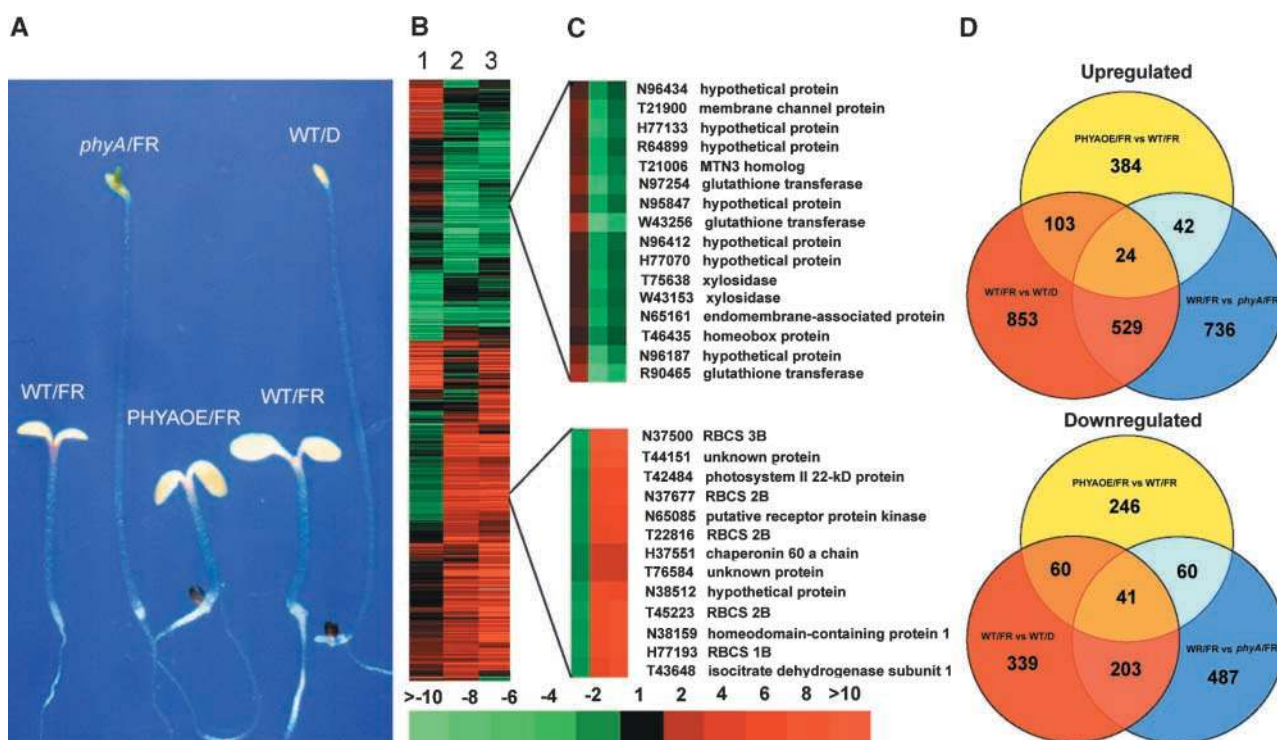 A
phyA/FR
WT/D
WT/FR
PHYAOE/FR
WT/FR
B
1 2 3
C
N96434 hypothetical protein
T21900 membrane channel protein
H77133 hypothetical protein
R64899 hypothetical protein
T21006 MTN3 homolog
N97254 glutathione transferase
N95847 hypothetical protein
W43256 glutathione transferase
N96412 hypothetical protein
H77070 hypothetical protein
T75638 xylosidase
W43153 xylosidase
N65161 endomembrane-associated protein
T46435 homeobox protein
N96187 hypothetical protein
R90465 glutathione transferase
N37500 RBCS 3B
T44151 unknown protein
T42484 photosystem II 22-kD protein
N37677 RBCS 2B
N65085 putative receptor protein kinase
T22816 RBCS 2B
H37551 chaperonin 60 a chain
T76584 unknown protein
N38512 hypothetical protein
T45223 RBCS 2B
N38159 homeodomain-containing protein 1
H77193 RBCS 1B
T43648 isocitrate dehydrogenase subunit 1
>-10 -8 -6 -4 -2 1 2 4 6 8 >10
D
Upregulated
PHYAOE/FR vs WT/FR
384
103
42
24
WT/FR vs WT/D
853
529
WR/FR vs phyA/FR
736
Downregulated
PHYAOE/FR vs WT/FR
246
60
60
41
WT/FR vs WT/D
339
203
WR/FR vs phyA/FR
487